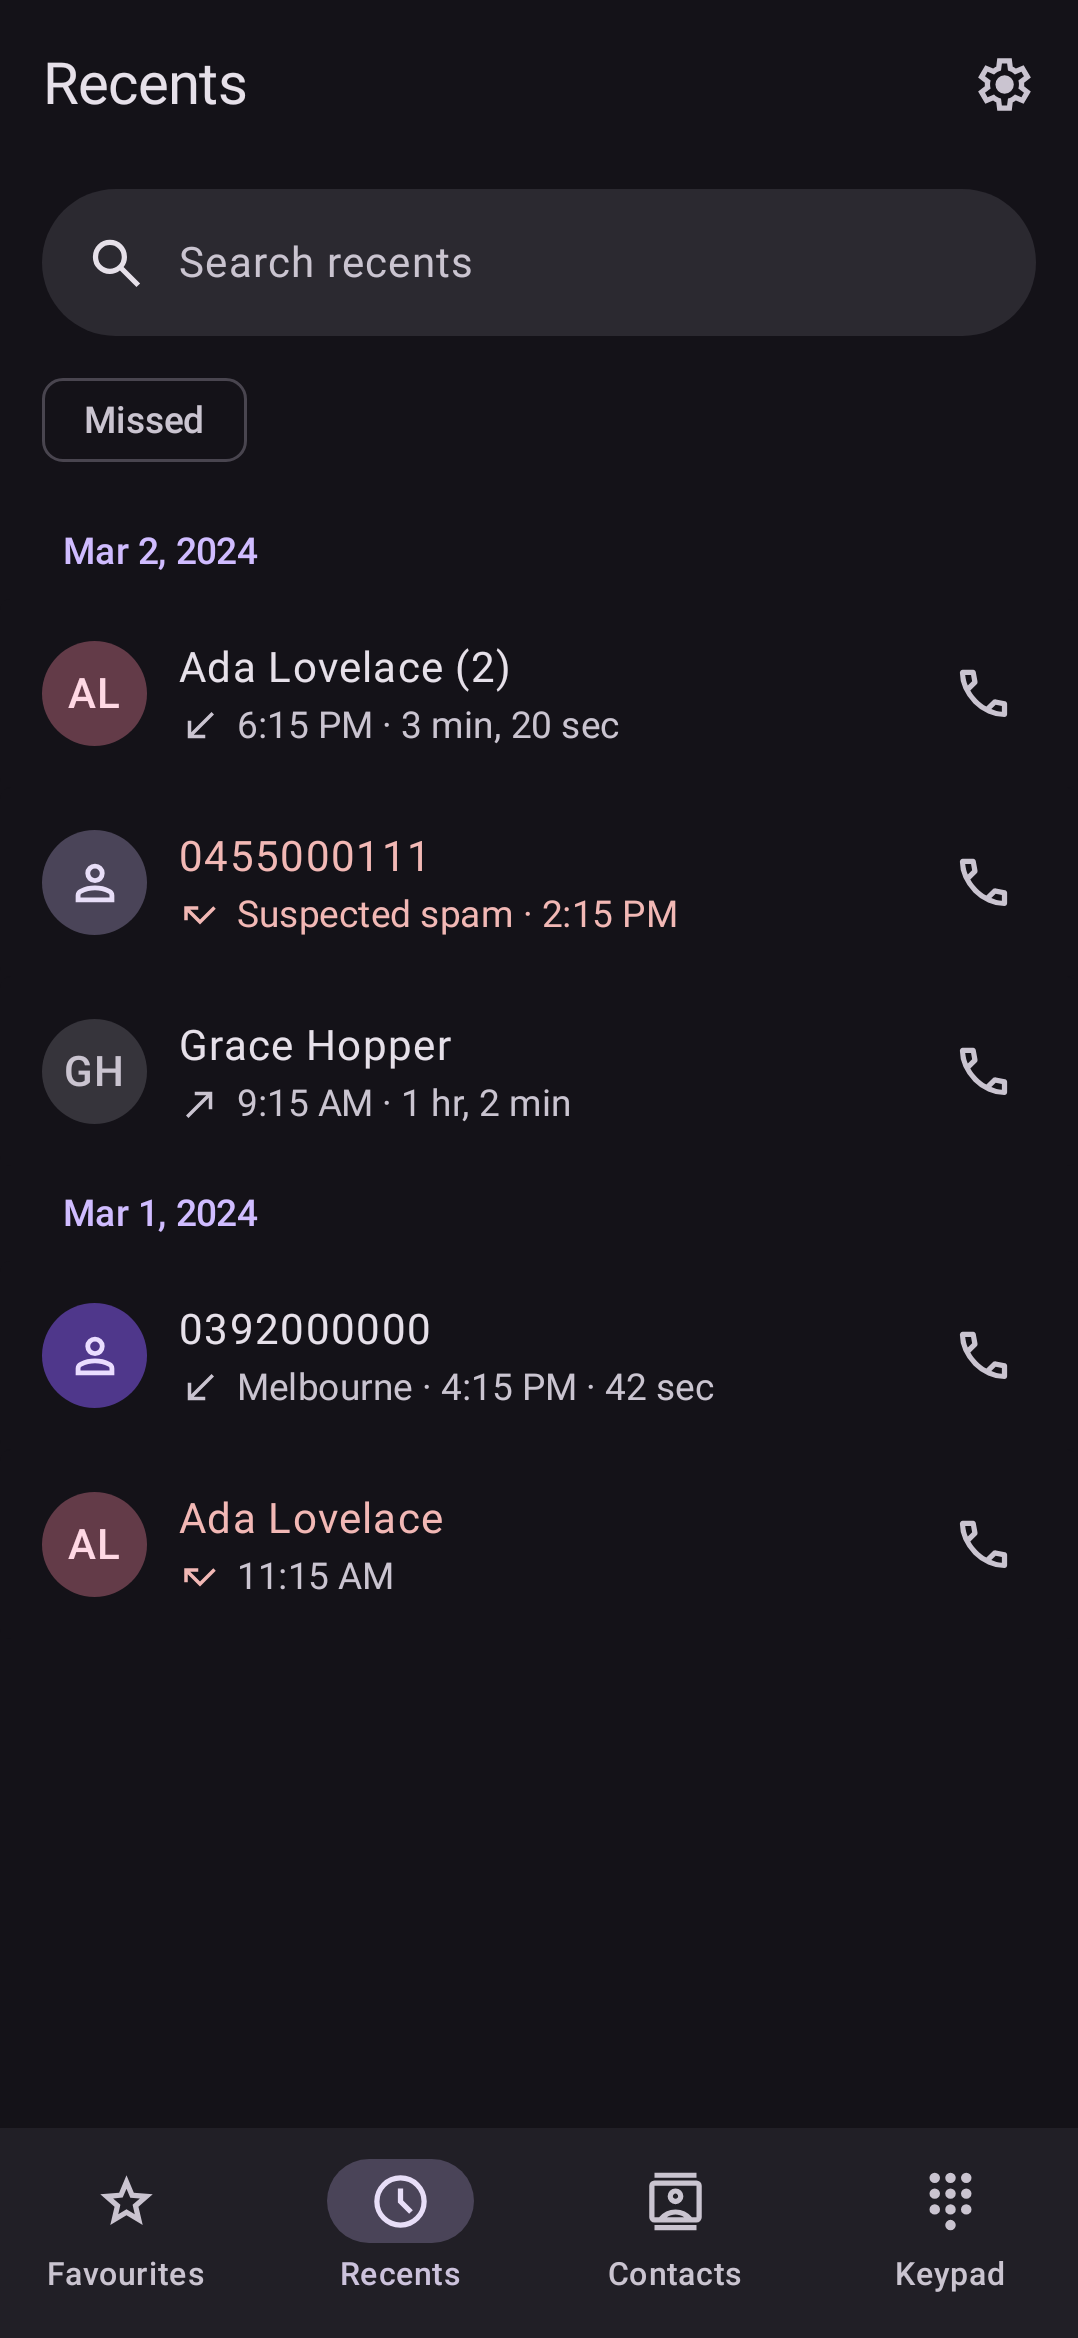 Recents
Search recents
Missed
Mar 2, 2024
AL
Ada Lovelace (2)
6:15 PM · 3 min, 20 sec
0455000111
Suspected spam · 2:15 PM
GH
Grace Hopper
9:15 AM · 1 hr, 2 min
Mar 1, 2024
0392000000
Melbourne · 4:15 PM · 42 sec
AL
Ada Lovelace
11:15 AM
Favourites
Recents
Contacts
Keypad